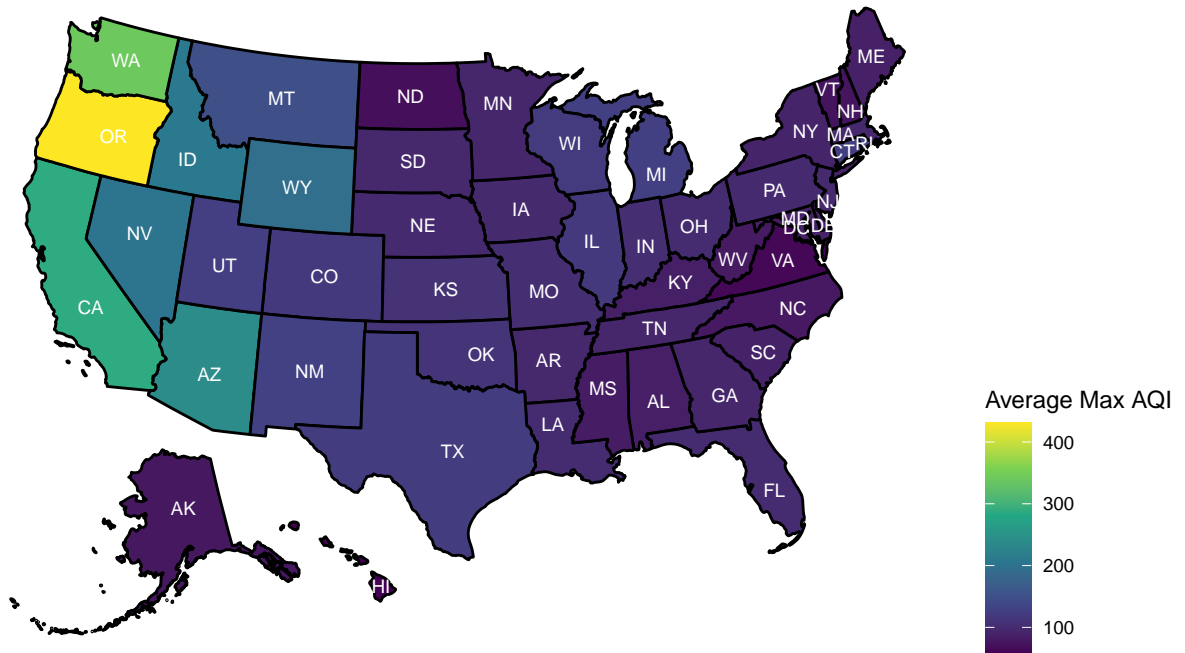 ME
WA
VT
ND
MT
MN
NH
NY
MA
OR
WI
CT
RI
ID
SD
MI
WY
PA
NJ
IA
NE
MD
OH
DC
DE
NV
IL
IN
WV
VA
UT
CO
KY
KS
MO
CA
NC
TN
OK
SC
AR
NM
AZ
MS
GA
AL
LA
TX
FL
AK
HI
Average Max AQI
400
300
200
100